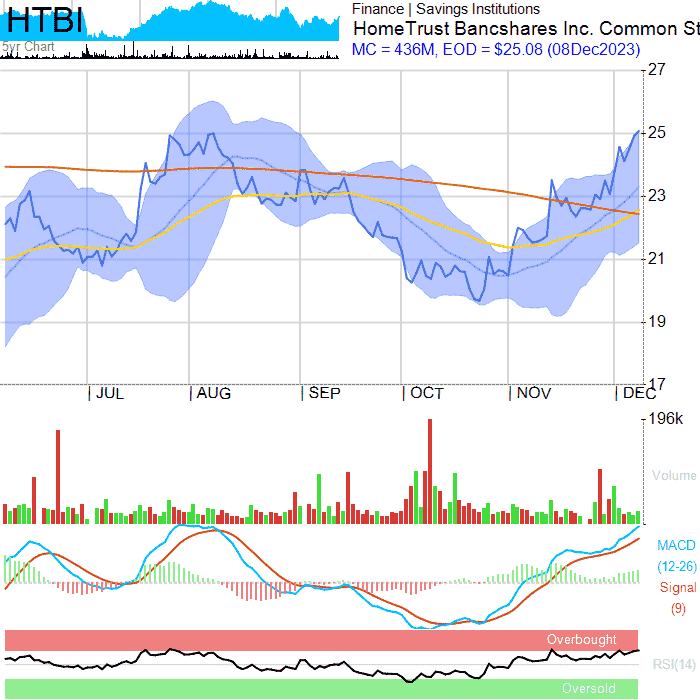 HTBI
5yr Chart
Finance | Savings Institutions
HomeTrust Bancshares Inc. Common St
MC = 436M, EOD = $25.08 (08Dec2023)
27
25
23
21
19
17
JUL AUG SEP OCT NOV DEC
196k
Volume
MACD
(12-26)
Signal
(9)
Overbought
RSI(14)
Oversold